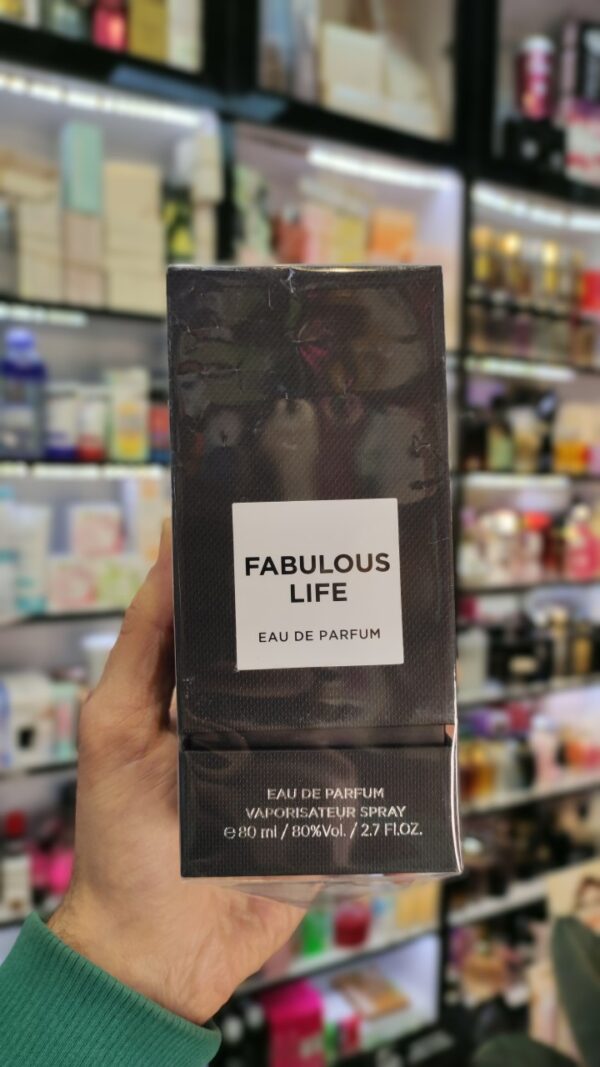 FABULOUS
LIFE
EAU DE PARFUM
EAU DE PARFUM
VAPORISATEUR SPRAY
℮ 80 ml / 80%Vol. / 2.7 Fl.OZ.